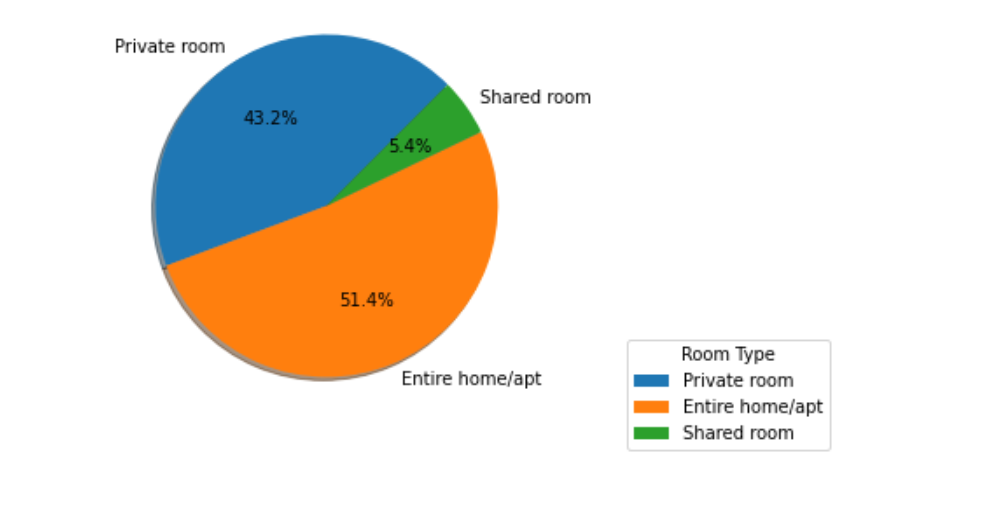 Private room
Shared room
43.2%
5.4%
51.4%
Entire home/apt
Room Type
Private room
Entire home/apt
Shared room